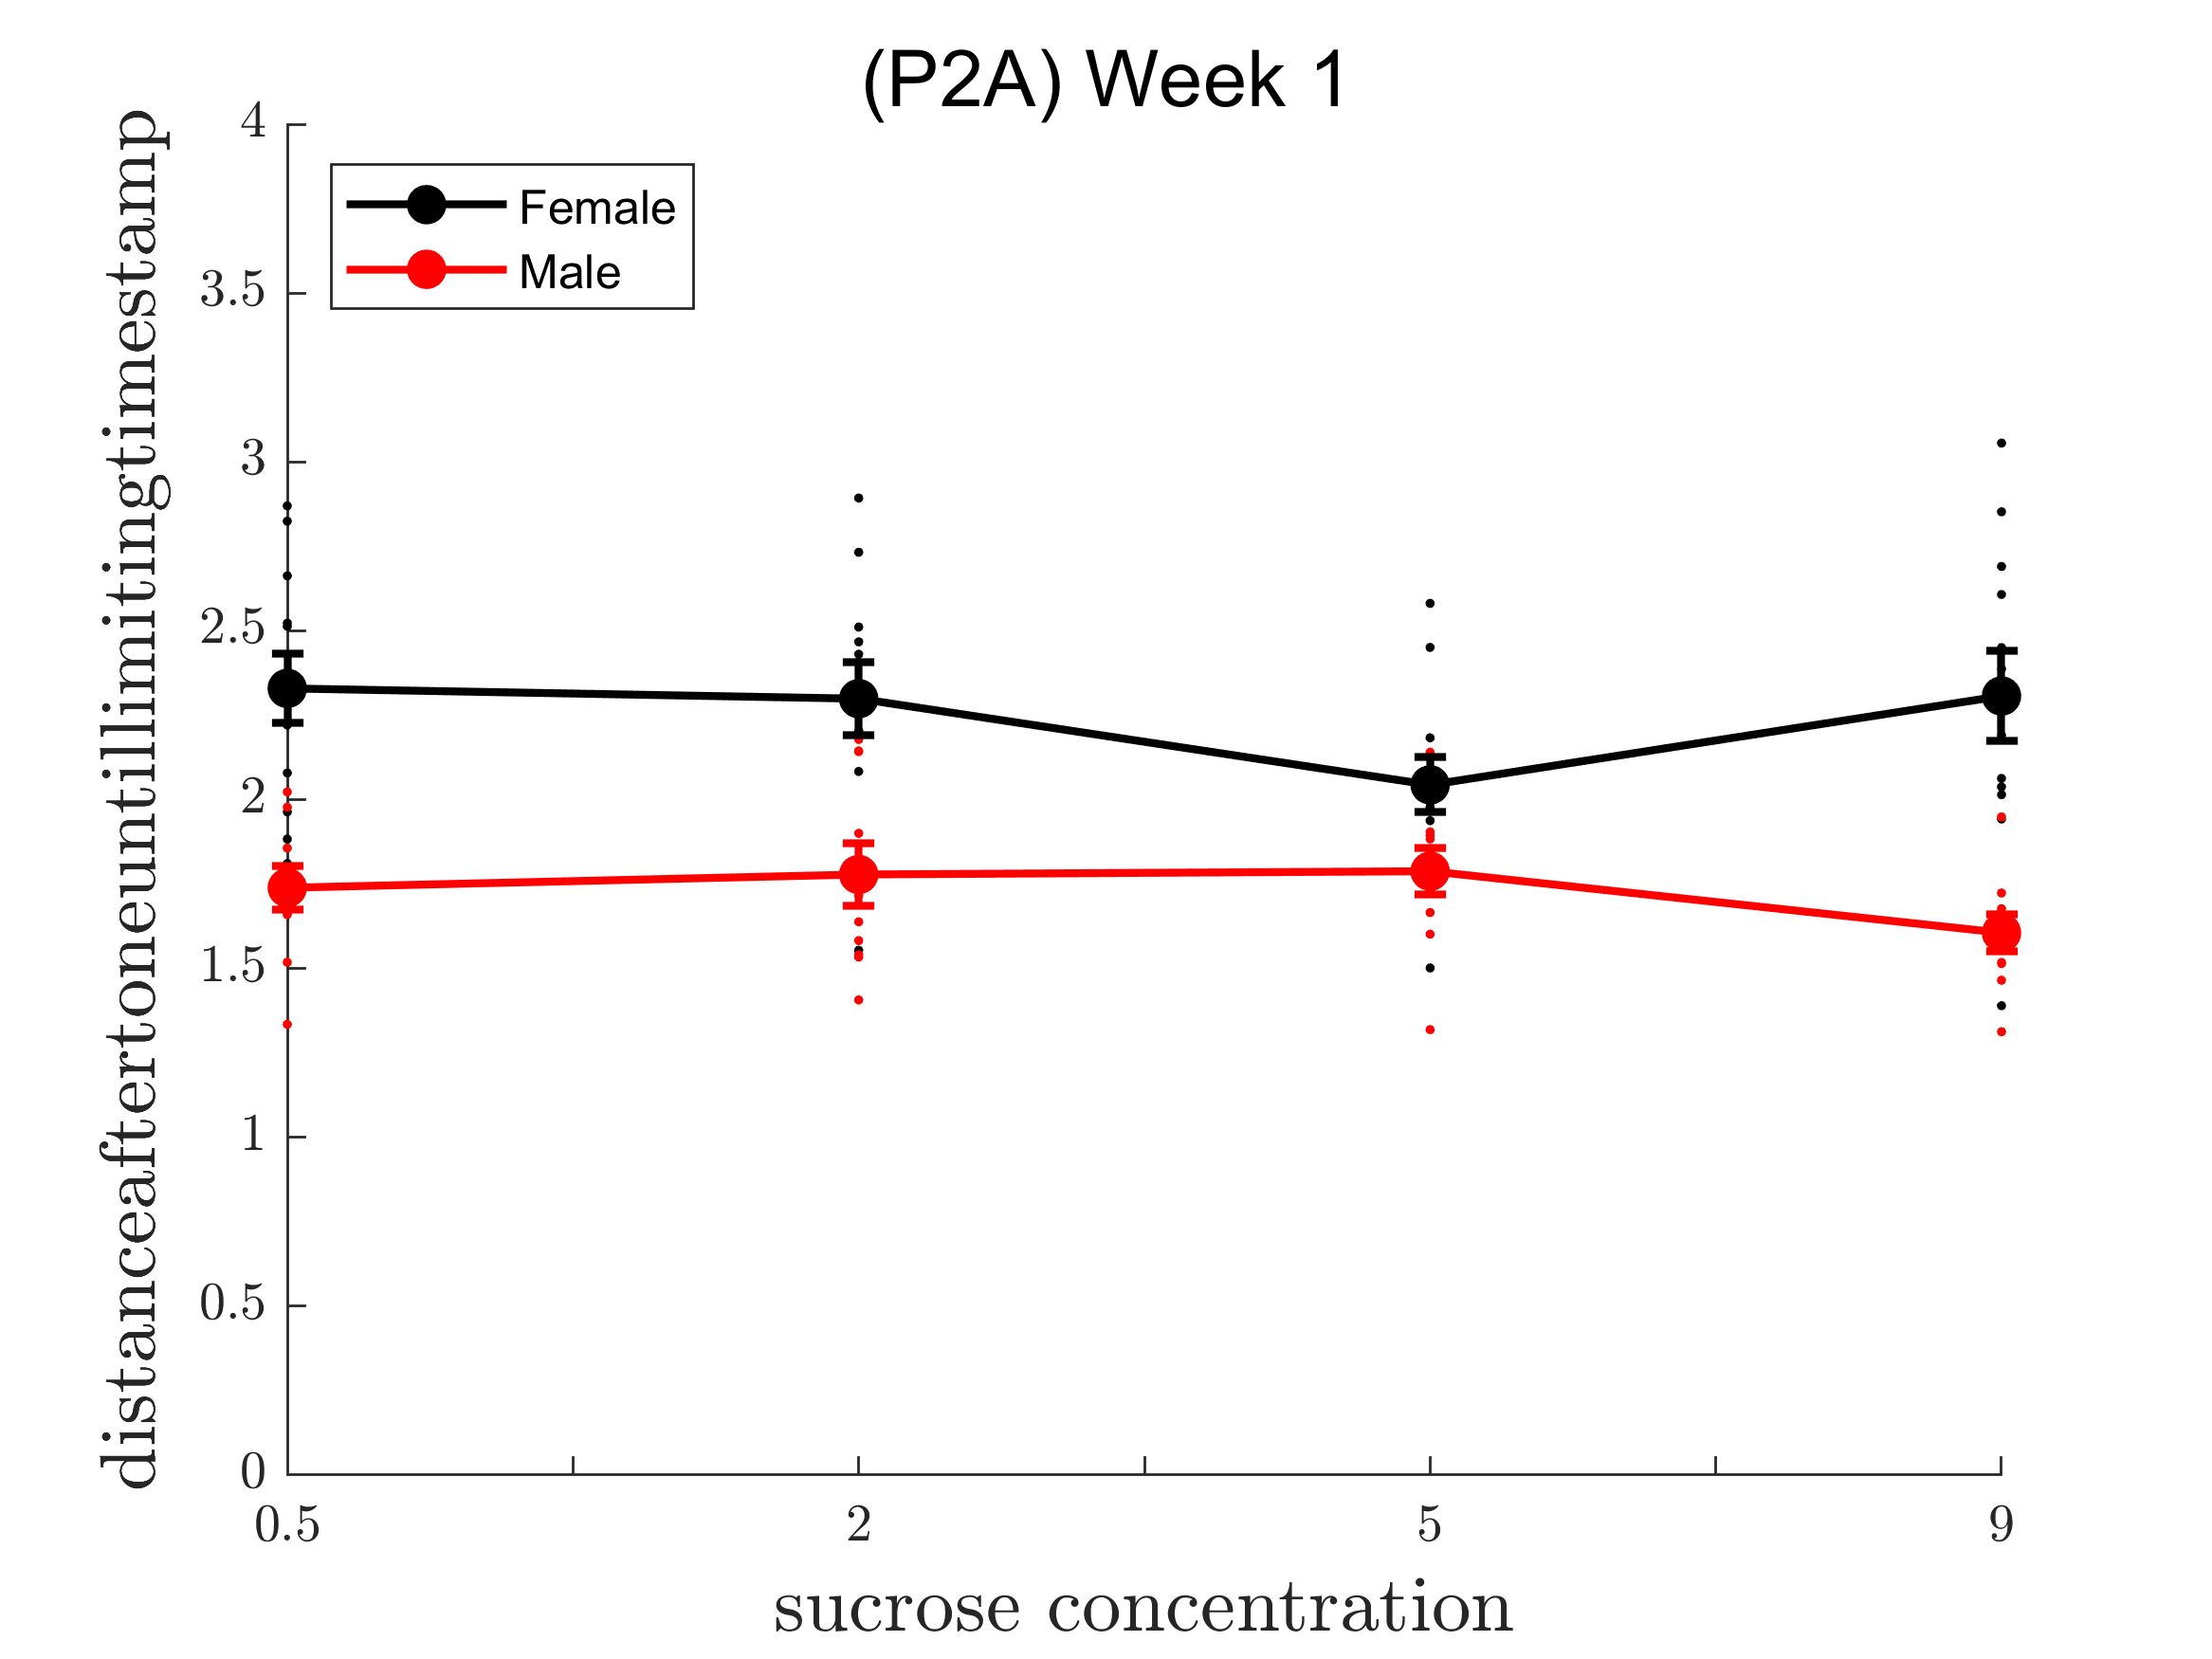 (P2A) Week 1
distanceaftertoneuntillimitingtimestamp
4
3.5
3
2.5
2
1.5
1
0.5
0
Female
Male
0.5 2 5 9
sucrose concentration